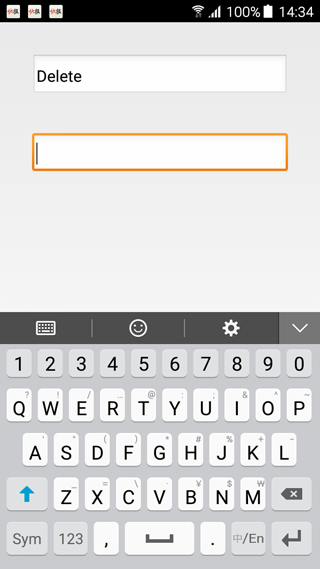 100% 14:34
Delete
1 2 3 4 5 6 7 8 9 0
Q W E R T Y U I O P
A S D F G H J K L
Z X C V B N M
Sym 123 , . 中/En